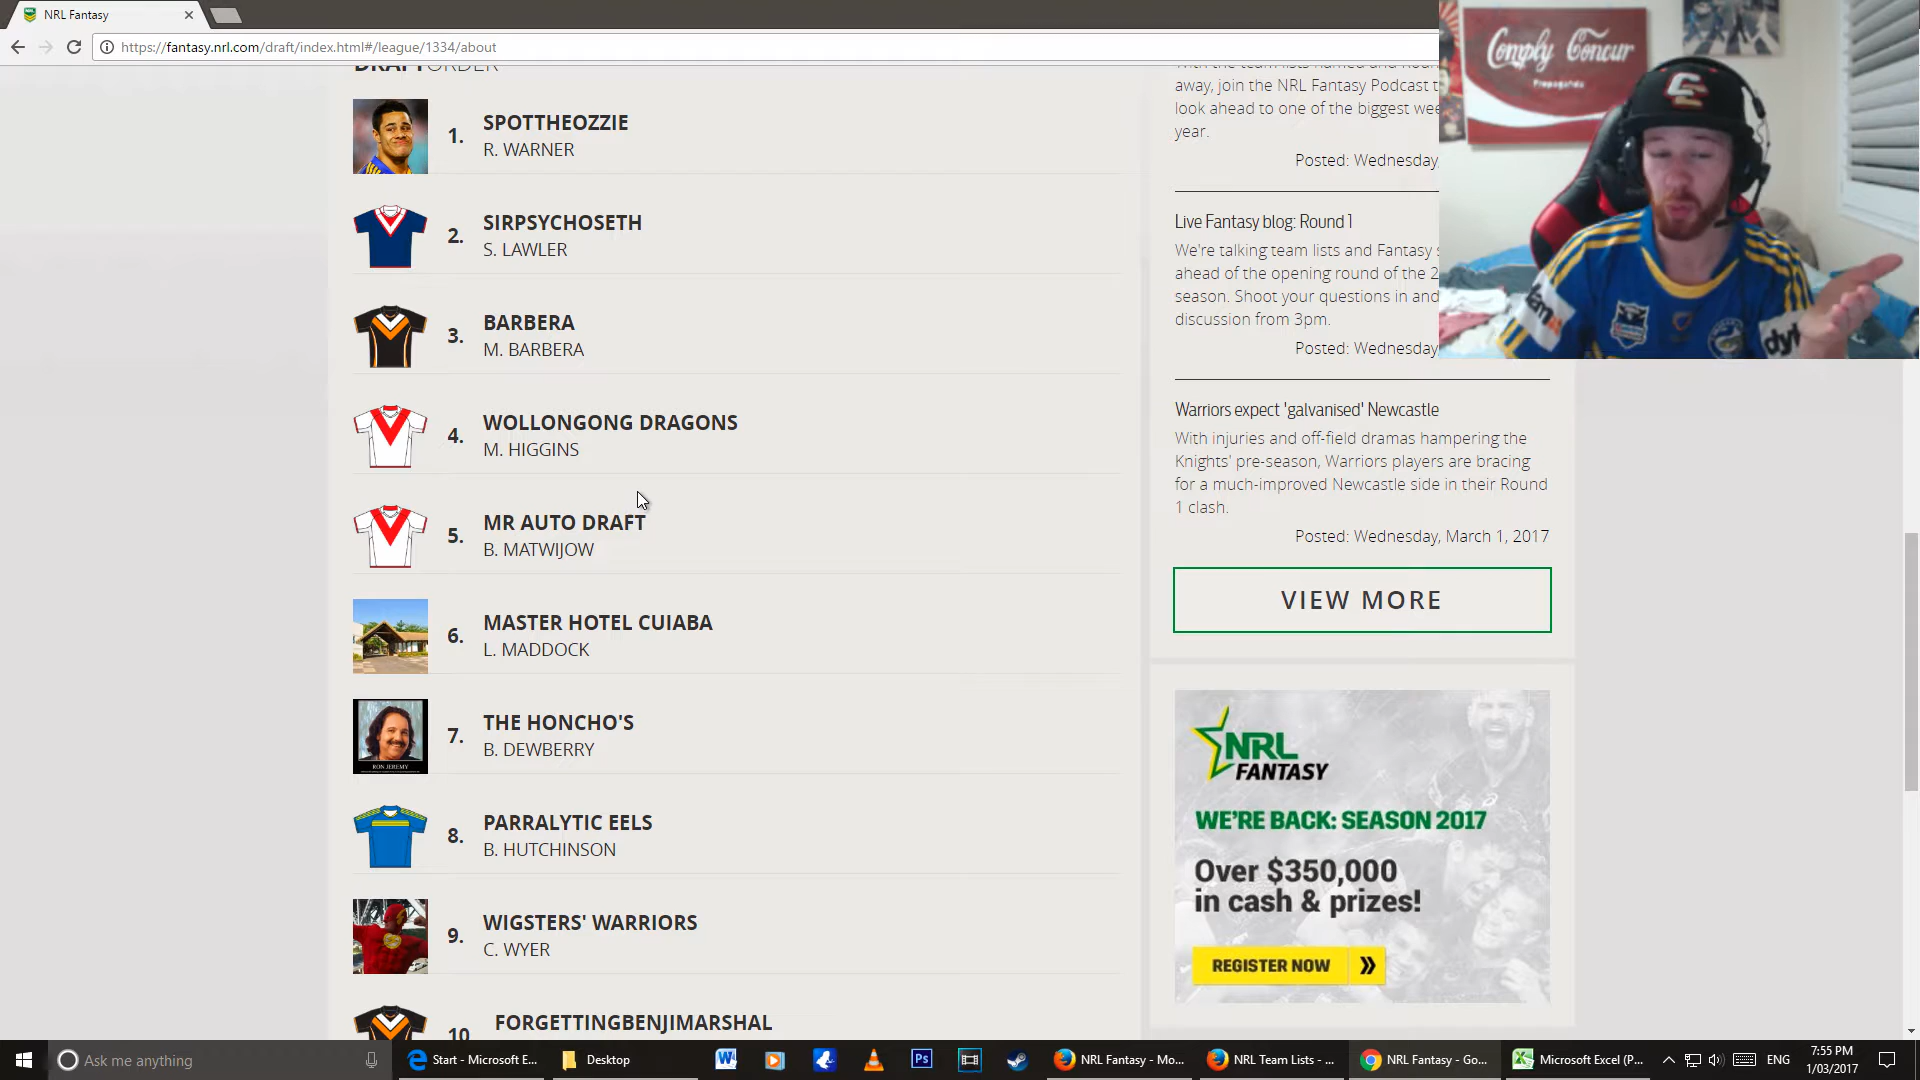 NRL Fantasy
https://fantasy.nrl.com/draft/index.html#/league/1334/about
DRAFT ORDER
1. SPOTTHEOZZIE
R. WARNER
2. SIRPSYCHOSETH
S. LAWLER
3. BARBERA
M. BARBERA
4. WOLLONGONG DRAGONS
M. HIGGINS
5. MR AUTO DRAFT
B. MATWIJOW
6. MASTER HOTEL CUIABA
L. MADDOCK
RON JEREMY
7. THE HONCHO'S
B. DEWBERRY
8. PARRALYTIC EELS
B. HUTCHINSON
9. WIGSTERS' WARRIORS
C. WYER
10 FORGETTINGBENJIMARSHAL
away, join the NRL Fantasy Podcast t
look ahead to one of the biggest wee
year.
Posted: Wednesday,
Live Fantasy blog: Round 1
We're talking team lists and Fantasy s
ahead of the opening round of the 2
season. Shoot your questions in and
discussion from 3pm.
Posted: Wednesday,
Warriors expect 'galvanised' Newcastle
With injuries and off-field dramas hampering the
Knights' pre-season, Warriors players are bracing
for a much-improved Newcastle side in their Round
1 clash.
Posted: Wednesday, March 1, 2017
VIEW MORE
NRL
FANTASY
WE'RE BACK: SEASON 2017
Over $350,000
in cash & prizes!
REGISTER NOW
Comply Concur
Propaganda
dyk
Ask me anything
Start - Microsoft E...
Desktop
NRL Fantasy - Mo...
NRL Team Lists - ...
NRL Fantasy - Go...
Microsoft Excel (P...
ENG
7:55 PM
1/03/2017